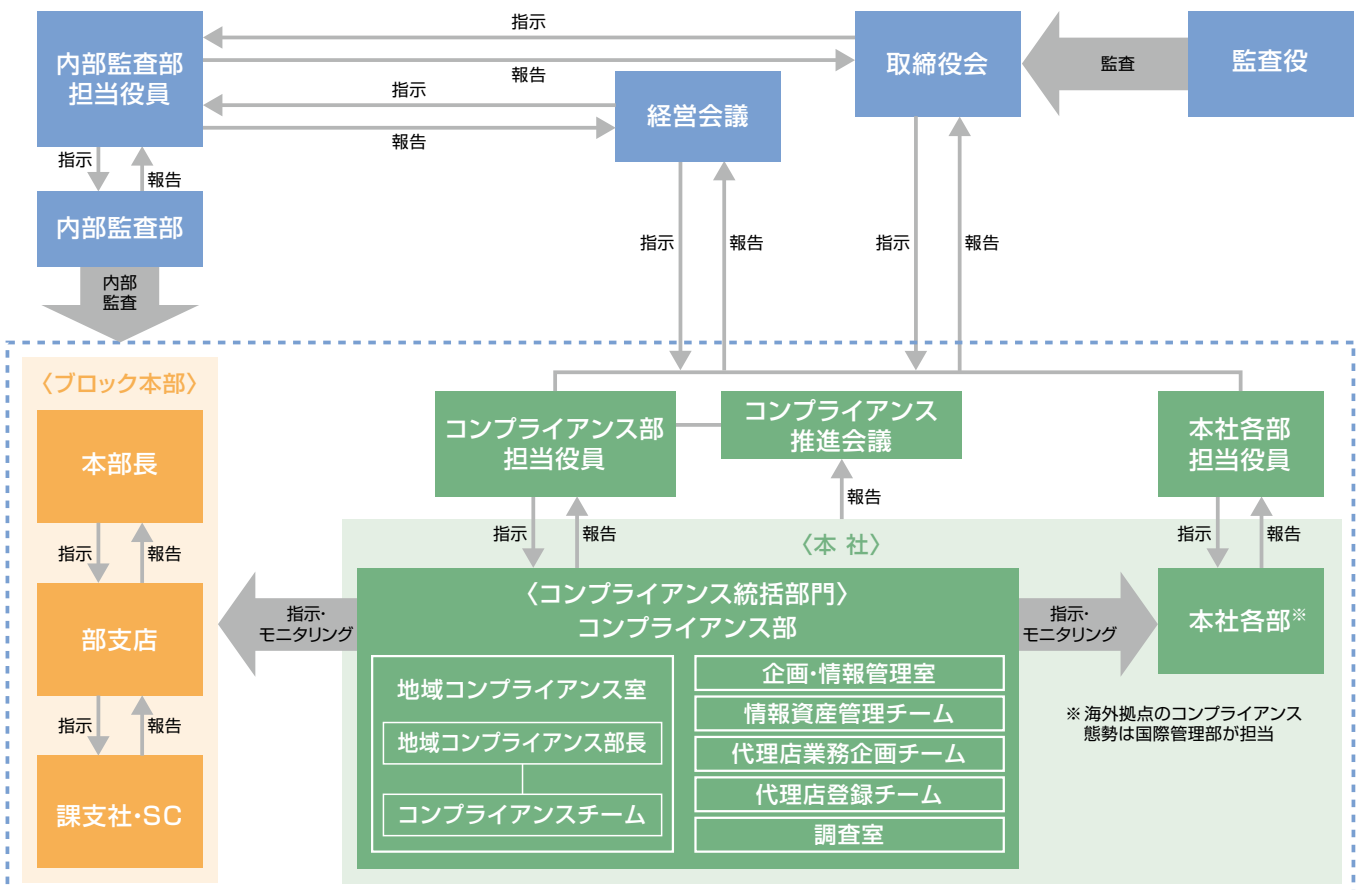 指示
内部監査部
担当役員
報告
取締役会
監査
監査役
指示
経営会議
報告
指示
報告
内部監査部
指示
報告
指示
報告
内部
監査
〈ブロック本部〉
本部長
指示
報告
部支店
指示
報告
課支社・SC
コンプライアンス部
担当役員
コンプライアンス
推進会議
本社各部
担当役員
指示
報告
報告
指示
報告
〈本 社〉
指示・
モニタリング
〈コンプライアンス統括部門〉
コンプライアンス部
指示・
モニタリング
本社各部※
地域コンプライアンス室
地域コンプライアンス部長
コンプライアンスチーム
企画・情報管理室
情報資産管理チーム
代理店業務企画チーム
代理店登録チーム
調査室
※海外拠点のコンプライアンス
態勢は国際管理部が担当